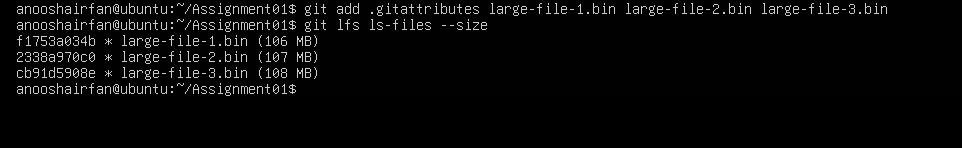 anooshairfan@ubuntu:~/Assignment01$ git add .gitattributes large-file-1.bin large-file-2.bin large-file-3.bin
anooshairfan@ubuntu:~/Assignment01$ git lfs ls-files --size
f1753a034b * large-file-1.bin (106 MB)
2338a970c0 * large-file-2.bin (107 MB)
cb91d5908e * large-file-3.bin (108 MB)
anooshairfan@ubuntu:~/Assignment01$